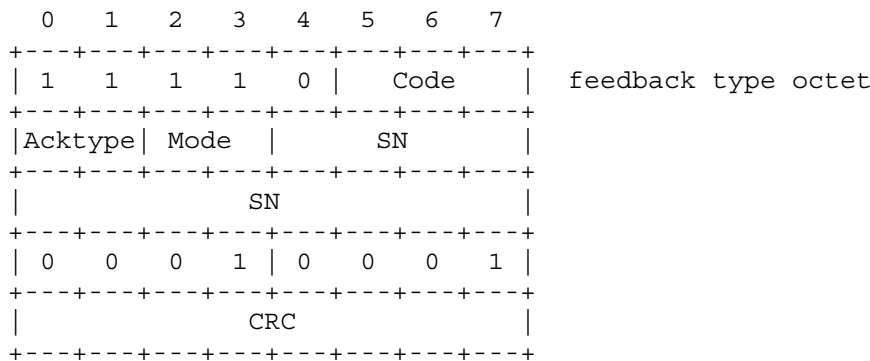 0   1   2   3   4   5   6   7
+---+---+---+---+---+---+---+---+
| 1   1   1   1   0 |   Code    |  feedback type octet
+---+---+---+---+---+---+---+---+
|Acktype| Mode  |      SN       |
+---+---+---+---+---+---+---+---+
|              SN               |
+---+---+---+---+---+---+---+---+
| 0   0   0   1 | 0   0   0   1 |
+---+---+---+---+---+---+---+---+
|              CRC              |
+---+---+---+---+---+---+---+---+